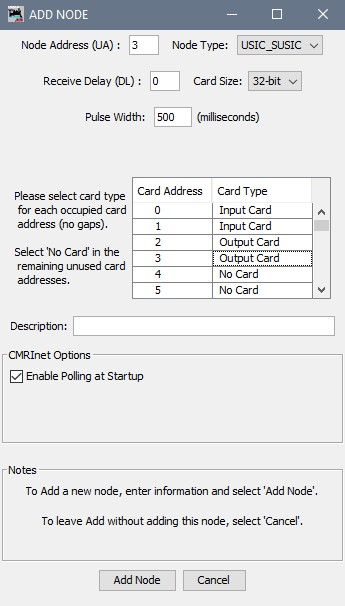 ADD NODE
Node Address (UA) : 3 Node Type: USIC_SUSIC
Receive Delay (DL) : 0 Card Size: 32-bit
Pulse Width: 500 (milliseconds)
Please select card type
for each occupied card
address (no gaps).
Select 'No Card' in the
remaining unused card
addresses.
Card Address Card Type
0 Input Card
1 Input Card
2 Output Card
3 Output Card
4 No Card
5 No Card
Description:
CMRInet Options
Enable Polling at Startup
Notes
To Add a new node, enter information and select 'Add Node'.
To leave Add without adding this node, select 'Cancel'.
Add Node Cancel